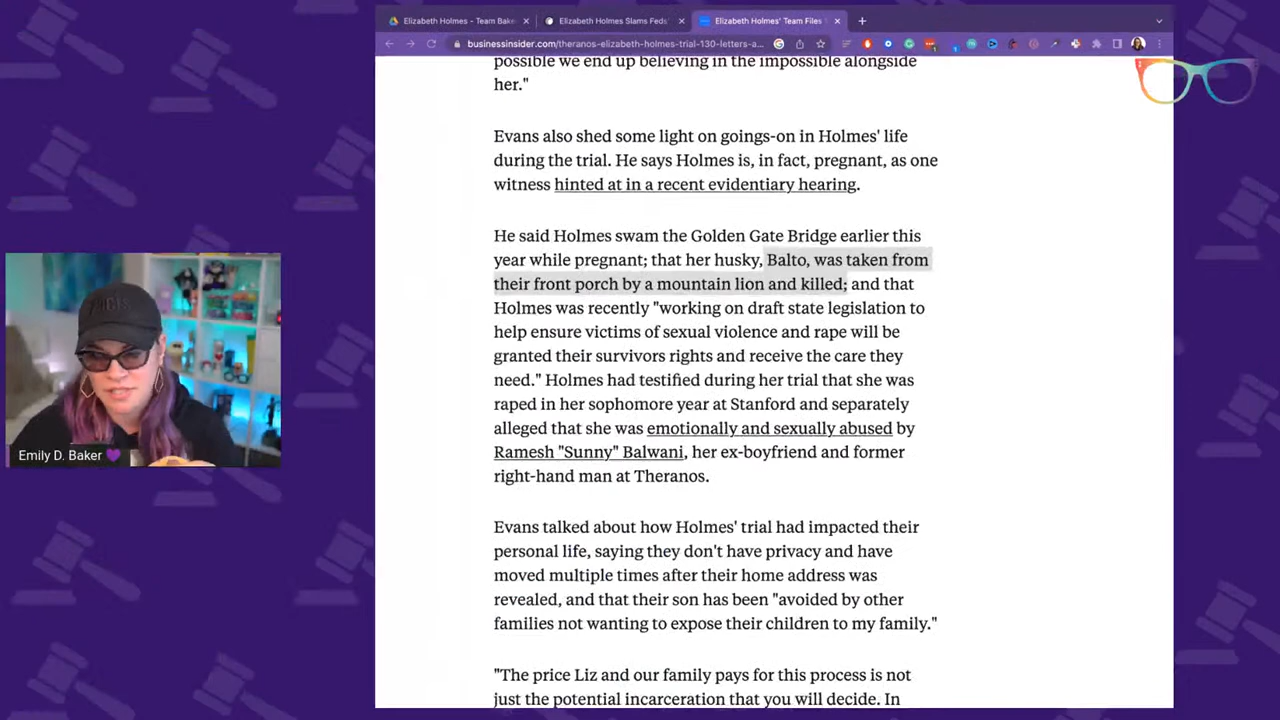 Elizabeth Holmes - Team Bake
Elizabeth Holmes Slams Feds'
Elizabeth Holmes' Team Files
businessinsider.com/theranos-elizabeth-holmes-trial-130-letters-a...
possible we end up believing in the impossible alongside
her."
Evans also shed some light on goings-on in Holmes' life
during the trial. He says Holmes is, in fact, pregnant, as one
witness hinted at in a recent evidentiary hearing.
He said Holmes swam the Golden Gate Bridge earlier this
year while pregnant; that her husky, Balto, was taken from
their front porch by a mountain lion and killed; and that
Holmes was recently "working on draft state legislation to
help ensure victims of sexual violence and rape will be
granted their survivors rights and receive the care they
need." Holmes had testified during her trial that she was
raped in her sophomore year at Stanford and separately
alleged that she was emotionally and sexually abused by
Ramesh "Sunny" Balwani, her ex-boyfriend and former
right-hand man at Theranos.
Evans talked about how Holmes' trial had impacted their
personal life, saying they don't have privacy and have
moved multiple times after their home address was
revealed, and that their son has been "avoided by other
families not wanting to expose their children to my family."
"The price Liz and our family pays for this process is not
just the potential incarceration that you will decide. In
Emily D. Baker 💜